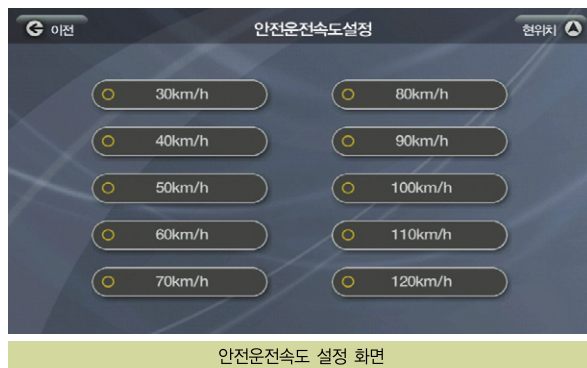 이전 안전운전속도설정 현위치
30km/h 80km/h
40km/h 90km/h
50km/h 100km/h
60km/h 110km/h
70km/h 120km/h
안전운전속도 설정 화면